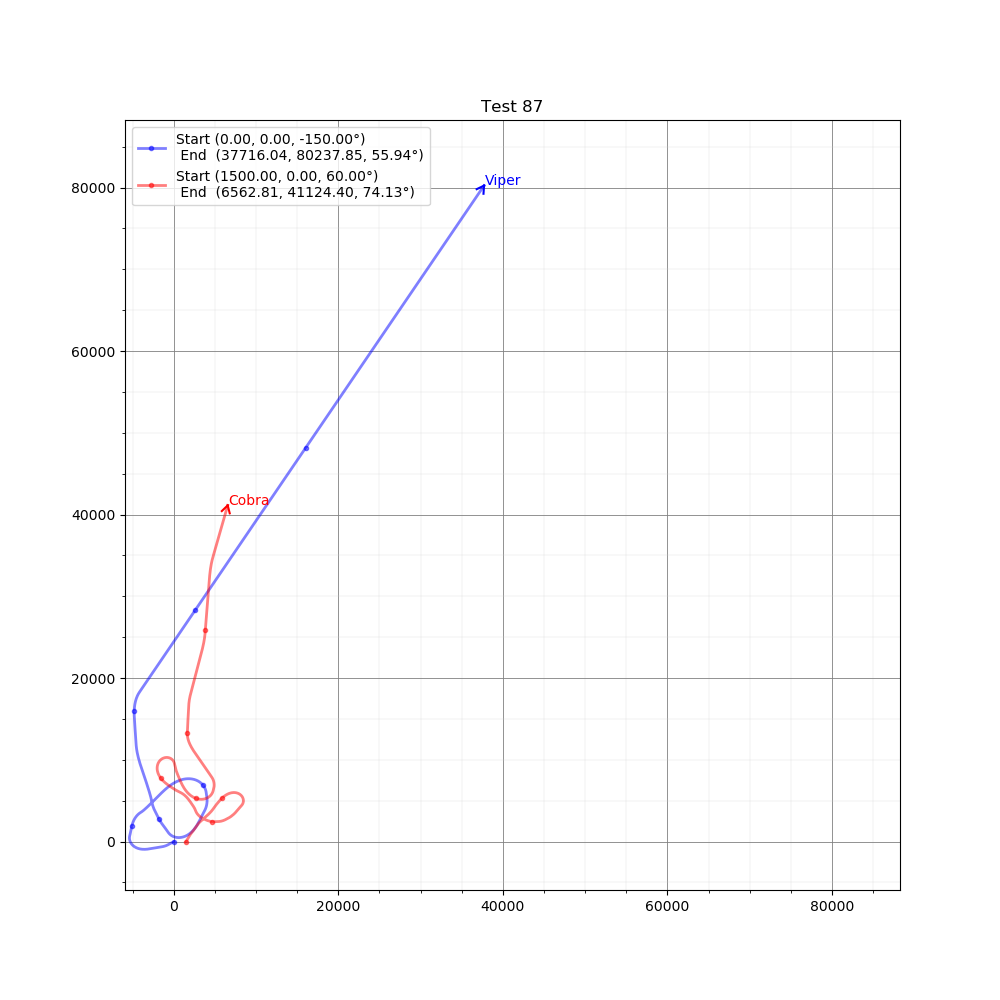 Test 87
Start (0.00, 0.00, -150.00°)
End  (37716.04, 80237.85, 55.94°)
Start (1500.00, 0.00, 60.00°)
End  (6562.81, 41124.40, 74.13°)
Viper
Cobra
80000
60000
40000
20000
0
0
20000
40000
60000
80000